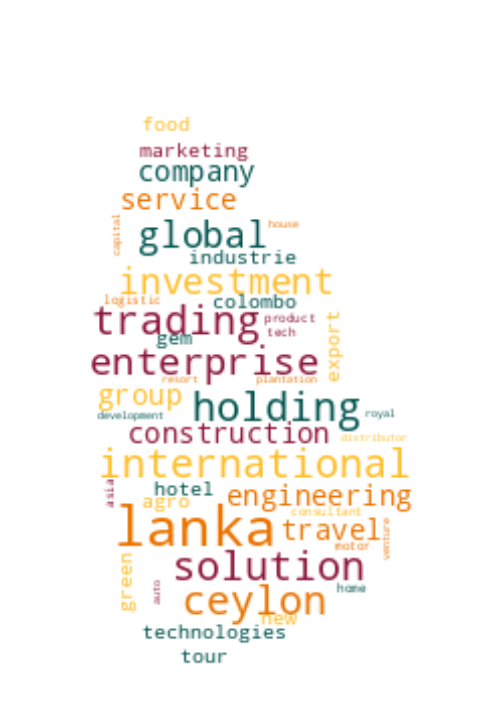 food
marketing
company
service
capital
house
global
industrie
investment
logistic
colombo
trading
product
gem
tech
export
enterprise
resort
plantation
group
holding
development
royal
construction
distributor
international
asia
hotel
agro
engineering
consultant
lanka
travel
motor
venture
solution
green
auto
home
ceylon
new
technologies
tour